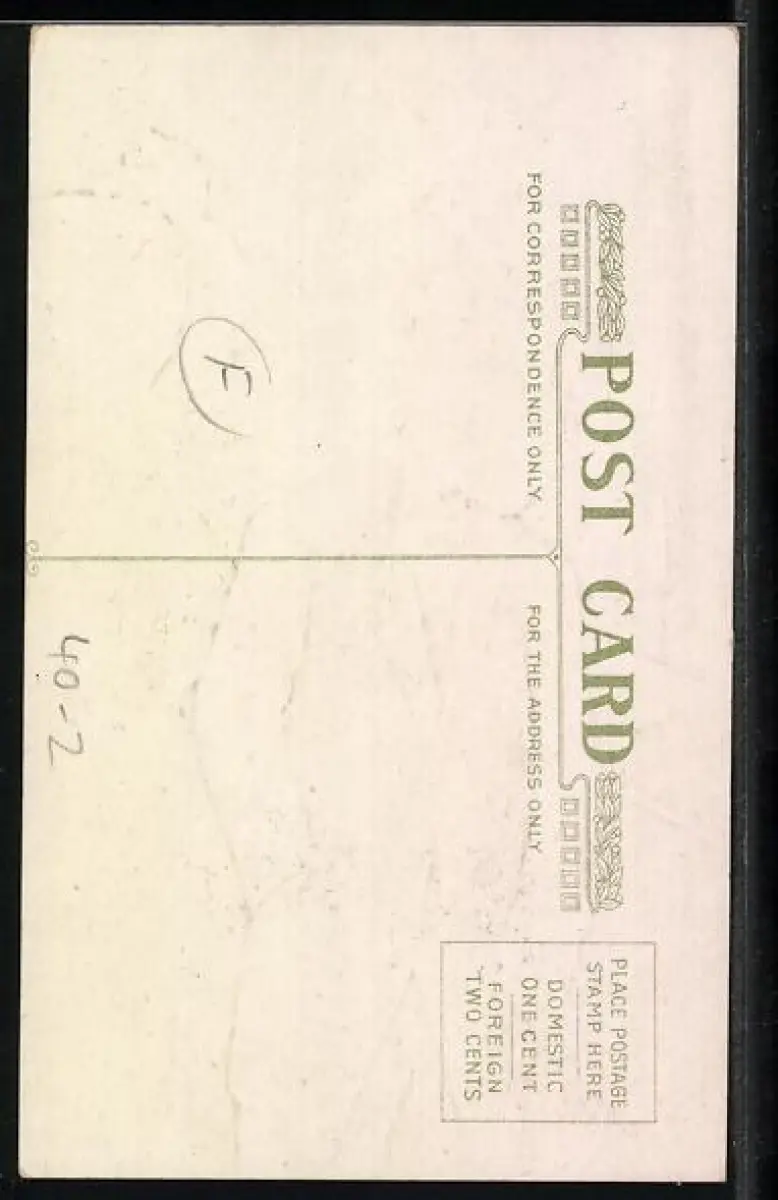 POST CARD
FOR CORRESPONDENCE ONLY
FOR THE ADDRESS ONLY
PLACE POSTAGE
STAMP HERE
DOMESTIC
ONE CENT
FOREIGN
TWO CENTS
F
40-2